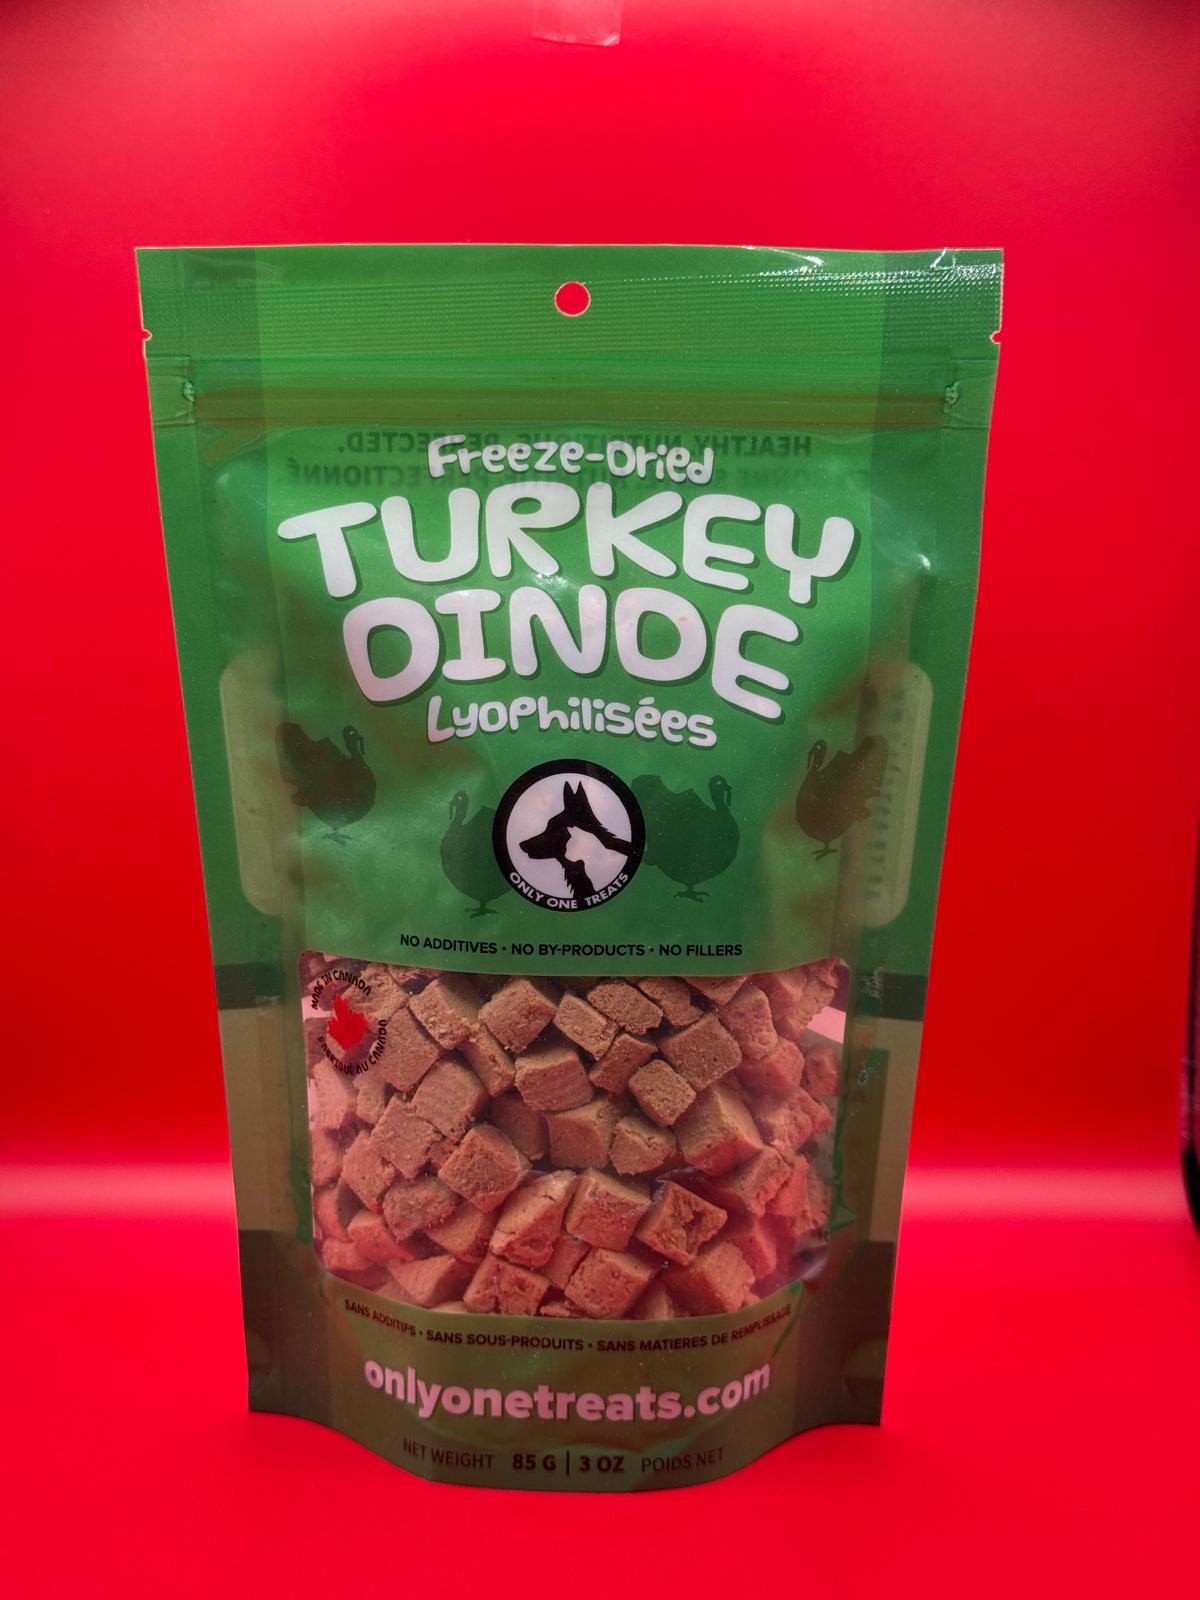 HEALTHY. NUTRITIOUS. PERFECTED.
Freeze-Dried
TURKEY
DINDE
Lyophilisées
ONLY ONE TREATS
NO ADDITIVES • NO BY-PRODUCTS • NO FILLERS
MADE IN CANADA
FABRIQUÉ AU CANADA
SANS ADDITIFS • SANS SOUS-PRODUITS • SANS MATIERES DE REMPLISSAGE
onlyonetreats.com
NET WEIGHT 85 G | 3 OZ POIDS NET